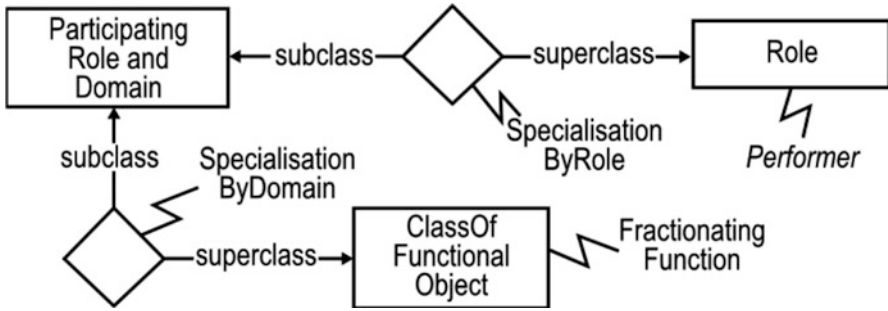 Participating
Role and
Domain
subclass
superclass
Role
Specialisation
ByRole
Performer
subclass
Specialisation
ByDomain
superclass
ClassOf
Functional
Object
Fractionating
Function